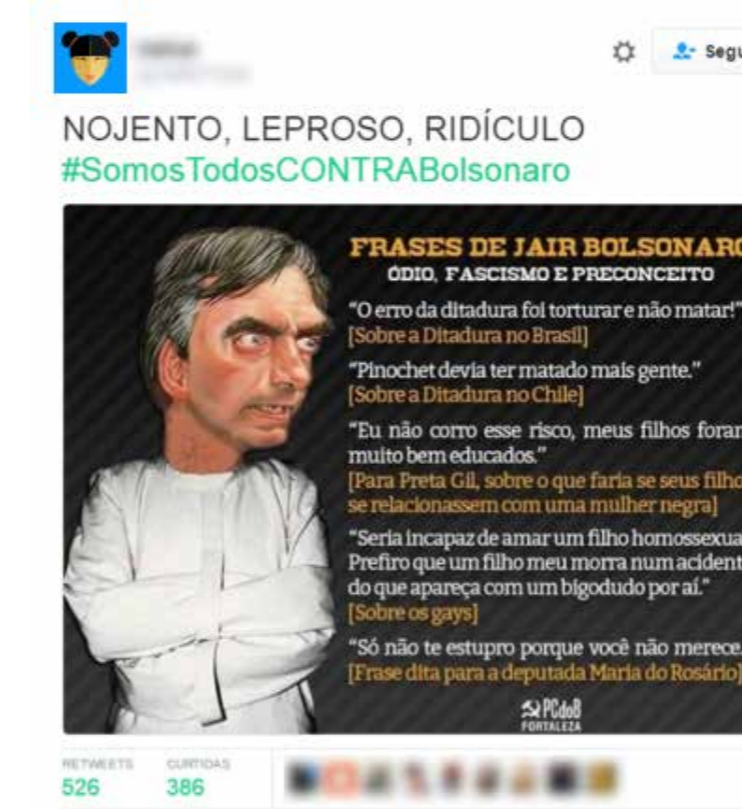 Segu
NOJENTO, LEPROSO, RIDÍCULO
#SomosTodosCONTRABolsonaro
FRASES DE JAIR BOLSONARO
ÓDIO, FASCISMO E PRECONCEITO
"O erro da ditadura foi torturar e não matar!"
[Sobre a Ditadura no Brasil]
"Pinochet devia ter matado mais gente."
[Sobre a Ditadura no Chile]
"Eu não corro esse risco, meus filhos foram
muito bem educados."
[Para Preta Gil, sobre o que faria se seus filho
se relacionassem com uma mulher negra]
"Seria incapaz de amar um filho homossexua
Prefiro que um filho meu morra num acident
do que apareça com um bigodudo por aí."
[Sobre os gays]
"Só não te estupro porque você não merece.
[Frase dita para a deputada Maria do Rosário]
PCdoB
FORTALEZA
RETWEETS
CURTIDAS
526
386